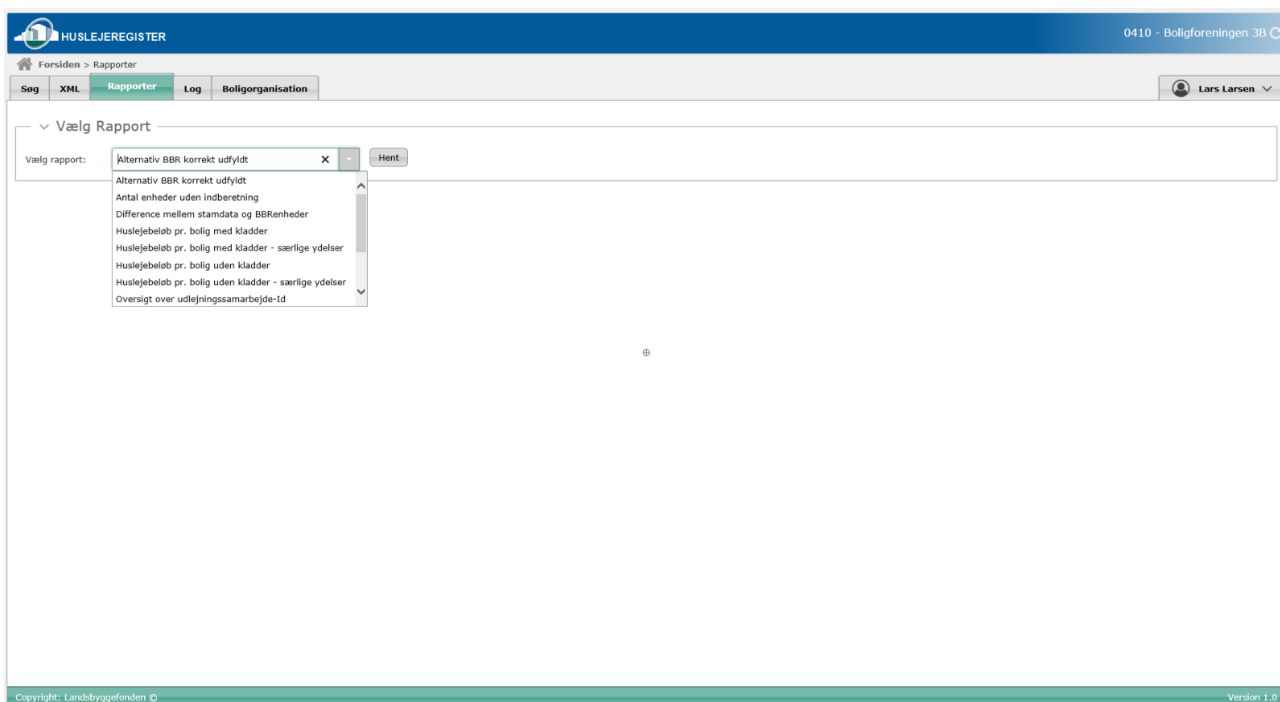 HUSLEJEREGISTER
0410 - Boligforeningen 3B
Forsiden > Rapporter
Søg XML Rapporter Log Boligorganisation
Lars Larsen
Vælg Rapport
Vælg rapport: Alternativ BBR korrekt udfyldt Hent
Alternativ BBR korrekt udfyldt
Antal enheder uden indberetning
Difference mellem stamdata og BBRenheder
Huslejebeløb pr. bolig med kladder
Huslejebeløb pr. bolig med kladder - særlige ydelser
Huslejebeløb pr. bolig uden kladder
Huslejebeløb pr. bolig uden kladder - særlige ydelser
Oversigt over udlejningssamarbejde-Id
Copyright: Landsbyggefonden ©
Version 1.0